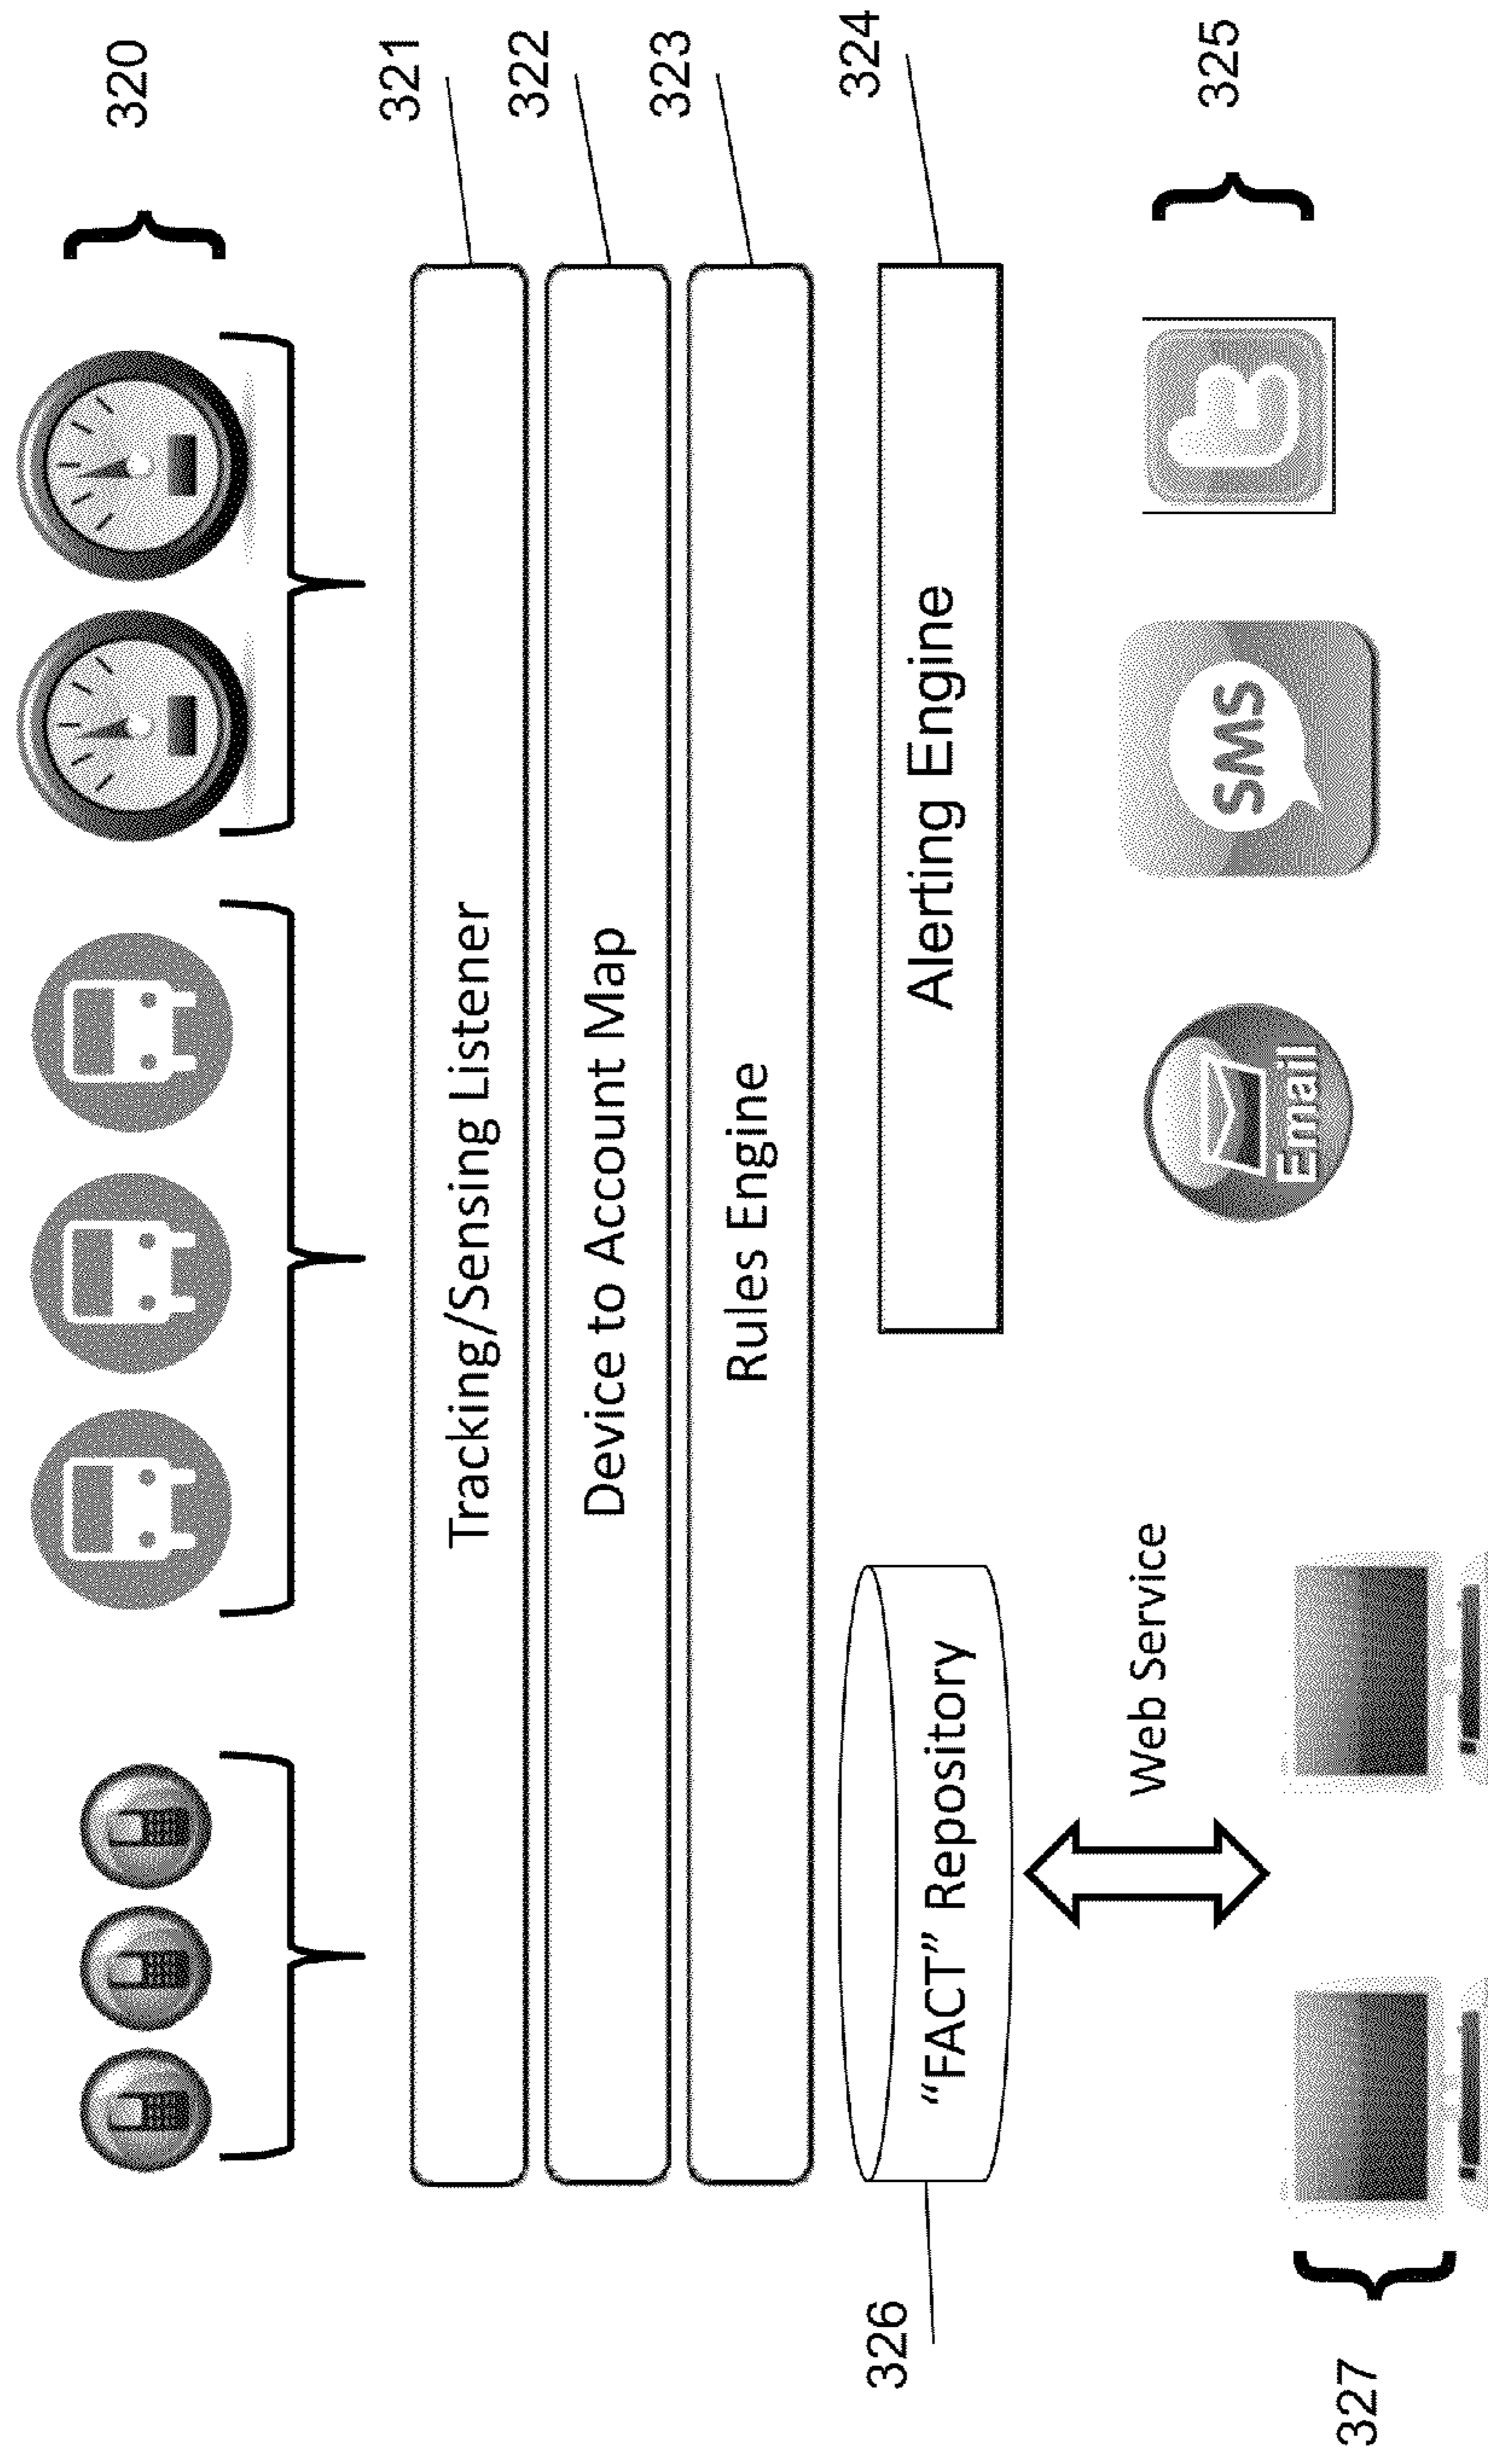 320
321
Tracking/Sensing Listener
322
Device to Account Map
323
Rules Engine
324
Alerting Engine
326
“FACT” Repository
Web Service
325
Email
SMS
327